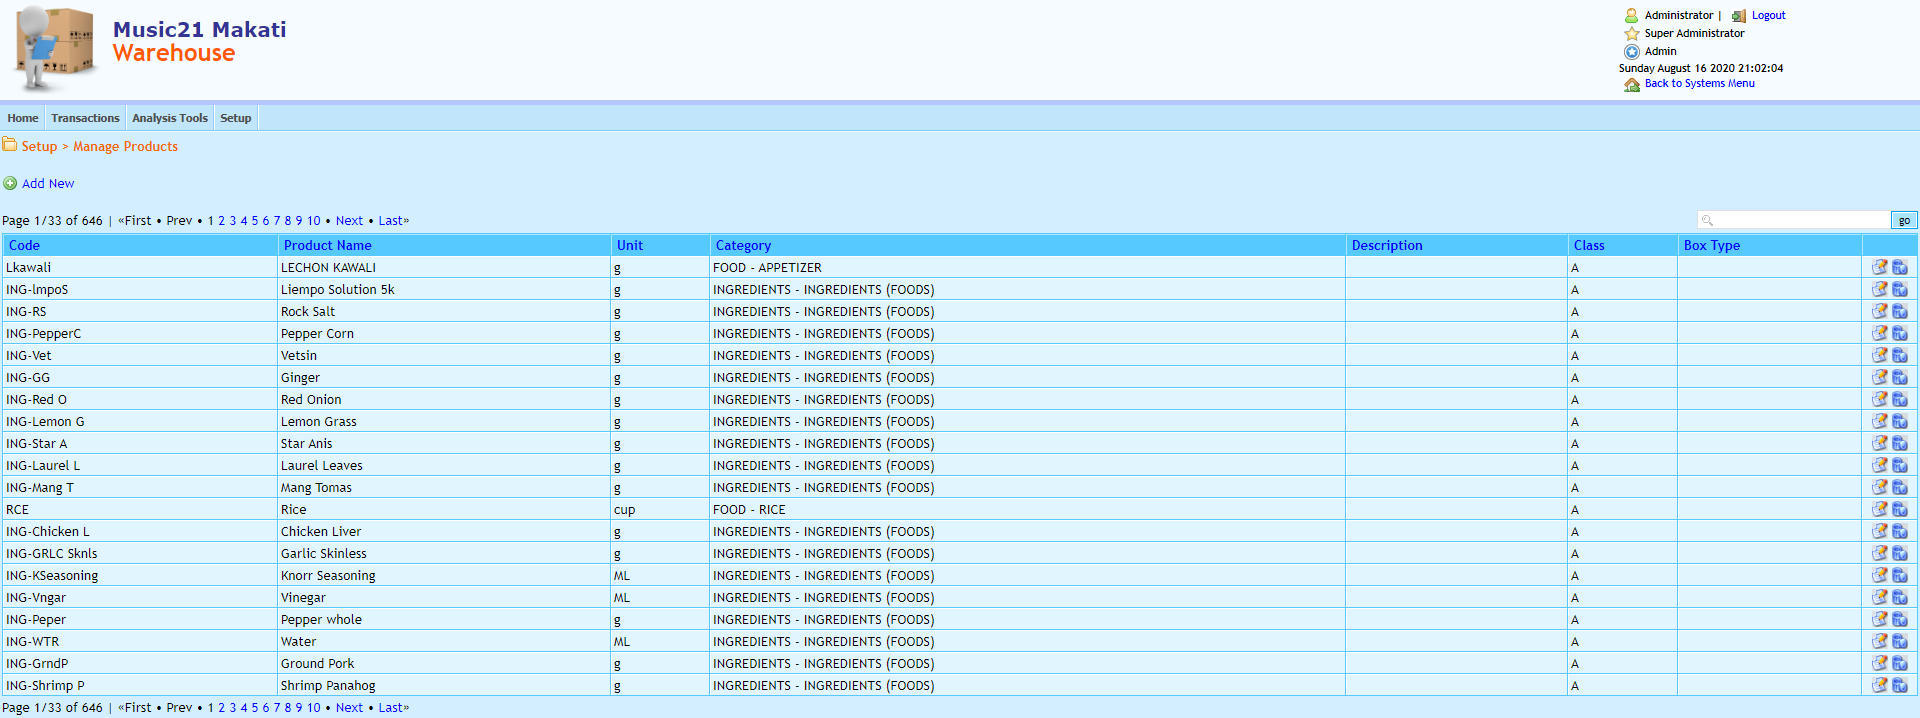 Music21 Makati
Warehouse
Administrator | Logout
Super Administrator
Admin
Sunday August 16 2020 21:02:04
Back to Systems Menu
Home Transactions Analysis Tools Setup
Setup > Manage Products
Add New
Page 1/33 of 646 | «First • Prev • 1 2 3 4 5 6 7 8 9 10 • Next • Last» go
Code Product Name Unit Category Description Class Box Type
Lkawali LECHON KAWALI g FOOD - APPETIZER A
ING-lmpoS Liempo Solution 5k g INGREDIENTS - INGREDIENTS (FOODS) A
ING-RS Rock Salt g INGREDIENTS - INGREDIENTS (FOODS) A
ING-PepperC Pepper Corn g INGREDIENTS - INGREDIENTS (FOODS) A
ING-Vet Vetsin g INGREDIENTS - INGREDIENTS (FOODS) A
ING-GG Ginger g INGREDIENTS - INGREDIENTS (FOODS) A
ING-Red O Red Onion g INGREDIENTS - INGREDIENTS (FOODS) A
ING-Lemon G Lemon Grass g INGREDIENTS - INGREDIENTS (FOODS) A
ING-Star A Star Anis g INGREDIENTS - INGREDIENTS (FOODS) A
ING-Laurel L Laurel Leaves g INGREDIENTS - INGREDIENTS (FOODS) A
ING-Mang T Mang Tomas g INGREDIENTS - INGREDIENTS (FOODS) A
RCE Rice cup FOOD - RICE A
ING-Chicken L Chicken Liver g INGREDIENTS - INGREDIENTS (FOODS) A
ING-GRLC Sknls Garlic Skinless g INGREDIENTS - INGREDIENTS (FOODS) A
ING-KSeasoning Knorr Seasoning ML INGREDIENTS - INGREDIENTS (FOODS) A
ING-Vngar Vinegar ML INGREDIENTS - INGREDIENTS (FOODS) A
ING-Peper Pepper whole g INGREDIENTS - INGREDIENTS (FOODS) A
ING-WTR Water ML INGREDIENTS - INGREDIENTS (FOODS) A
ING-GrndP Ground Pork g INGREDIENTS - INGREDIENTS (FOODS) A
ING-Shrimp P Shrimp Panahog g INGREDIENTS - INGREDIENTS (FOODS) A
Page 1/33 of 646 | «First • Prev • 1 2 3 4 5 6 7 8 9 10 • Next • Last»